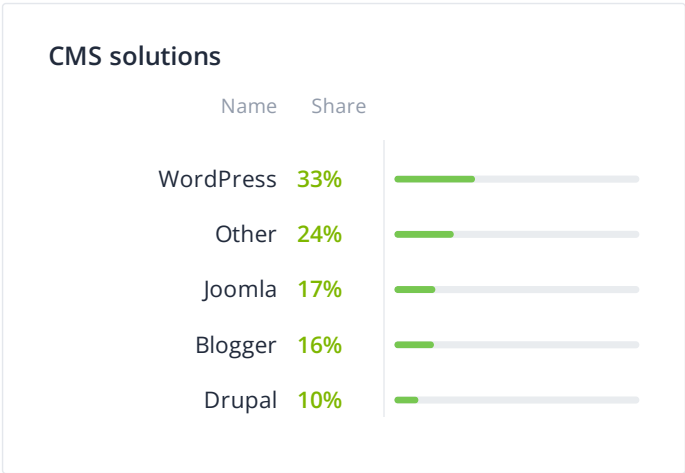 CMS solutions
Name Share
WordPress 33%
Other 24%
Joomla 17%
Blogger 16%
Drupal 10%